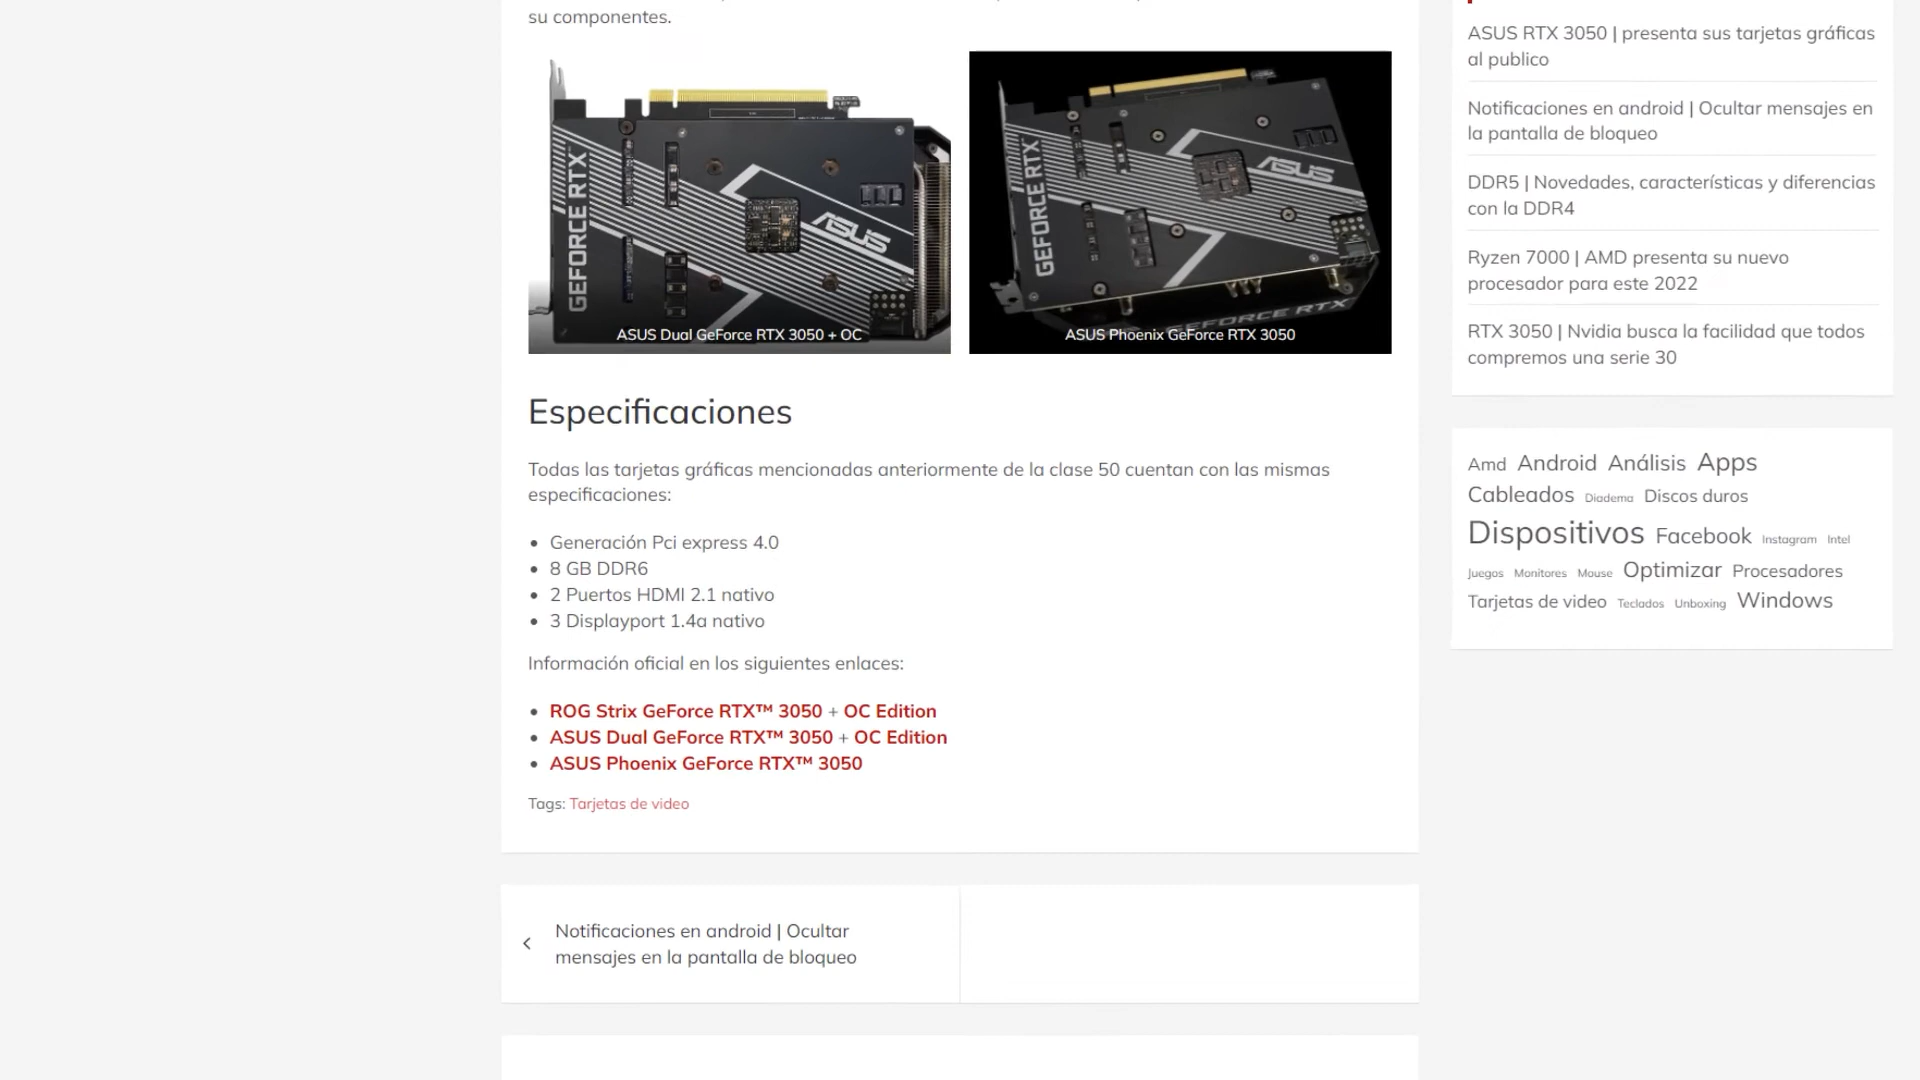 su componentes.
GEFORCE RTX
ASUS
ASUS Dual GeForce RTX 3050 + OC
GEFORCE RTX
ASUS
GEFORCE RTX
ASUS Phoenix GeForce RTX 3050
Especificaciones
Todas las tarjetas gráficas mencionadas anteriormente de la clase 50 cuentan con las mismas
especificaciones:
Generación Pci express 4.0
8 GB DDR6
2 Puertos HDMI 2.1 nativo
3 Displayport 1.4a nativo
Información oficial en los siguientes enlaces:
ROG Strix GeForce RTX™ 3050 + OC Edition
ASUS Dual GeForce RTX™ 3050 + OC Edition
ASUS Phoenix GeForce RTX™ 3050
Tags: Tarjetas de video
Notificaciones en android | Ocultar
mensajes en la pantalla de bloqueo
ASUS RTX 3050 | presenta sus tarjetas gráficas
al publico
Notificaciones en android | Ocultar mensajes en
la pantalla de bloqueo
DDR5 | Novedades, características y diferencias
con la DDR4
Ryzen 7000 | AMD presenta su nuevo
procesador para este 2022
RTX 3050 | Nvidia busca la facilidad que todos
compremos una serie 30
Amd Android Análisis Apps
Cableados Diadema Discos duros
Dispositivos Facebook Instagram Intel
Juegos Monitores Mouse Optimizar Procesadores
Tarjetas de video Teclados Unboxing Windows